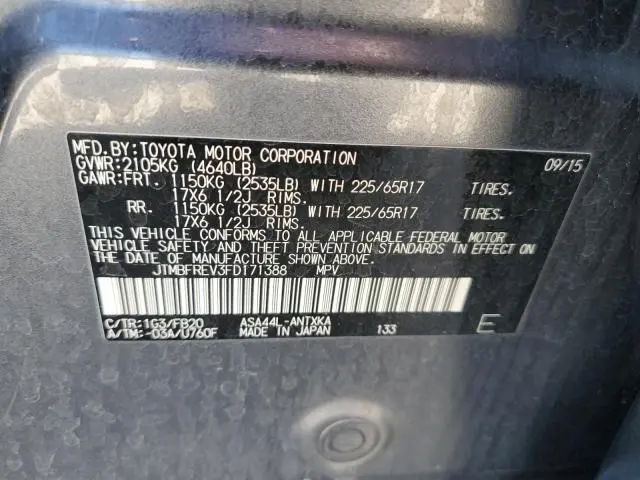 MFD.BY:TOYOTA MOTOR CORPORATION 09/15
GVWR:2105KG (4640LB)
GAWR:FRT. 1150KG (2535LB) WITH 225/65R17 TIRES.
17X6 1/2J RIMS.
RR. 1150KG (2535LB) WITH 225/65R17 TIRES.
17X6 1/2J RIMS.
THIS VEHICLE CONFORMS TO ALL APPLICABLE FEDERAL MOTOR
VEHICLE SAFETY AND THEFT PREVENTION STANDARDS IN EFFECT ON
THE DATE OF MANUFACTURE SHOWN ABOVE.
JTMBFREV3FD171388 MPV
C/TR:1G3/FB20 ASA44L-ANTXKA
A/TM:-03A/U760F MADE IN JAPAN 133 E